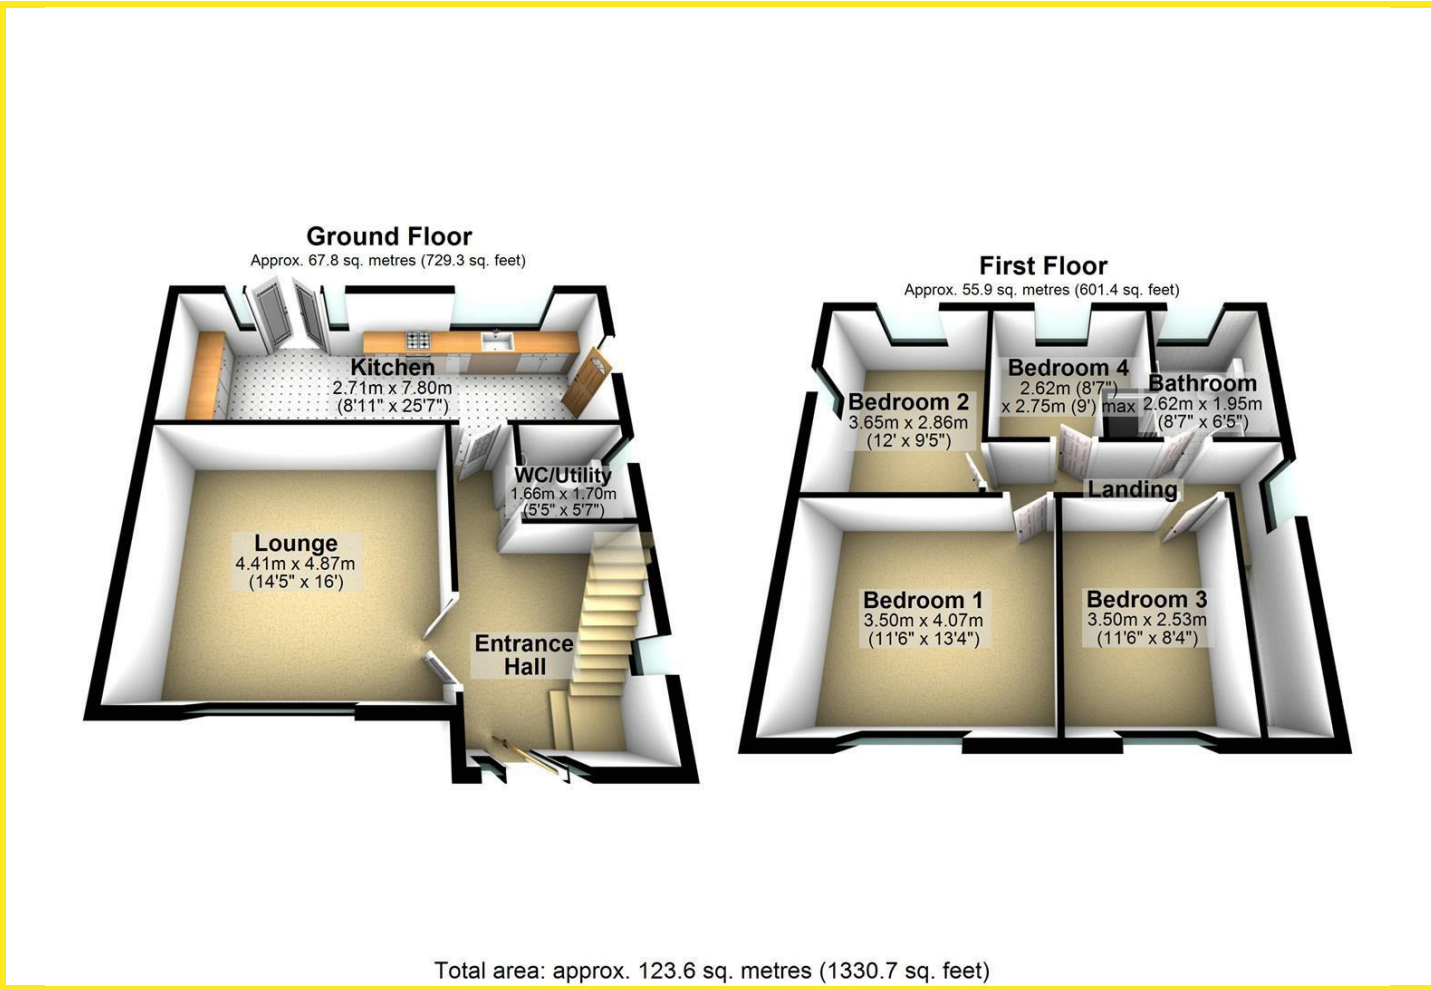 Ground Floor
Approx. 67.8 sq. metres (729.3 sq. feet)
Kitchen
2.71m x 7.80m
(8'11" x 25'7")
WC/Utility
1.66m x 1.70m
(5'5" x 5'7")
Lounge
4.41m x 4.87m
(14'5" x 16')
Entrance
Hall
First Floor
Approx. 55.9 sq. metres (601.4 sq. feet)
Bedroom 2
3.65m x 2.86m
(12' x 9'5")
Bedroom 4
2.62m (8'7")
x 2.75m (9') max
Bathroom
2.62m x 1.95m
(8'7" x 6'5")
Landing
Bedroom 1
3.50m x 4.07m
(11'6" x 13'4")
Bedroom 3
3.50m x 2.53m
(11'6" x 8'4")
Total area: approx. 123.6 sq. metres (1330.7 sq. feet)